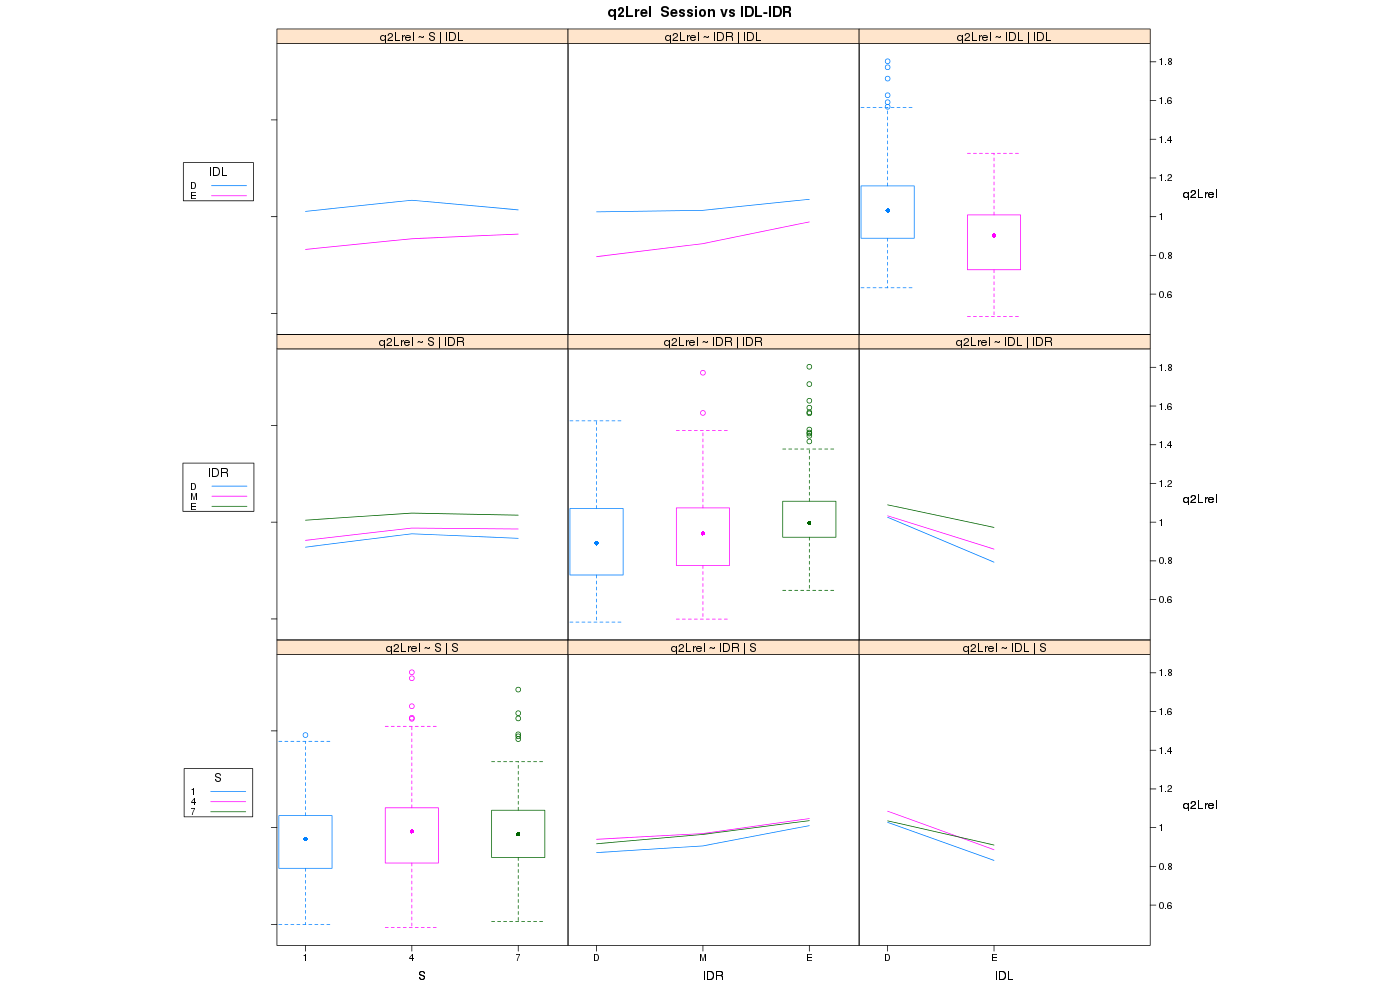 q2Lrel  Session vs IDL-IDR
q2Lrel ~ S | IDL
q2Lrel ~ IDR | IDL
q2Lrel ~ IDL | IDL
1.8
1.6
1.4
1.2
1
0.8
0.6
q2Lrel
IDL
D
E
q2Lrel ~ S | IDR
q2Lrel ~ IDR | IDR
q2Lrel ~ IDL | IDR
1.8
1.6
1.4
1.2
1
0.8
0.6
q2Lrel
IDR
D
M
E
q2Lrel ~ S | S
q2Lrel ~ IDR | S
q2Lrel ~ IDL | S
1.8
1.6
1.4
1.2
1
0.8
0.6
q2Lrel
S
1
4
7
1 4 7
D M E
D E
S
IDR
IDL